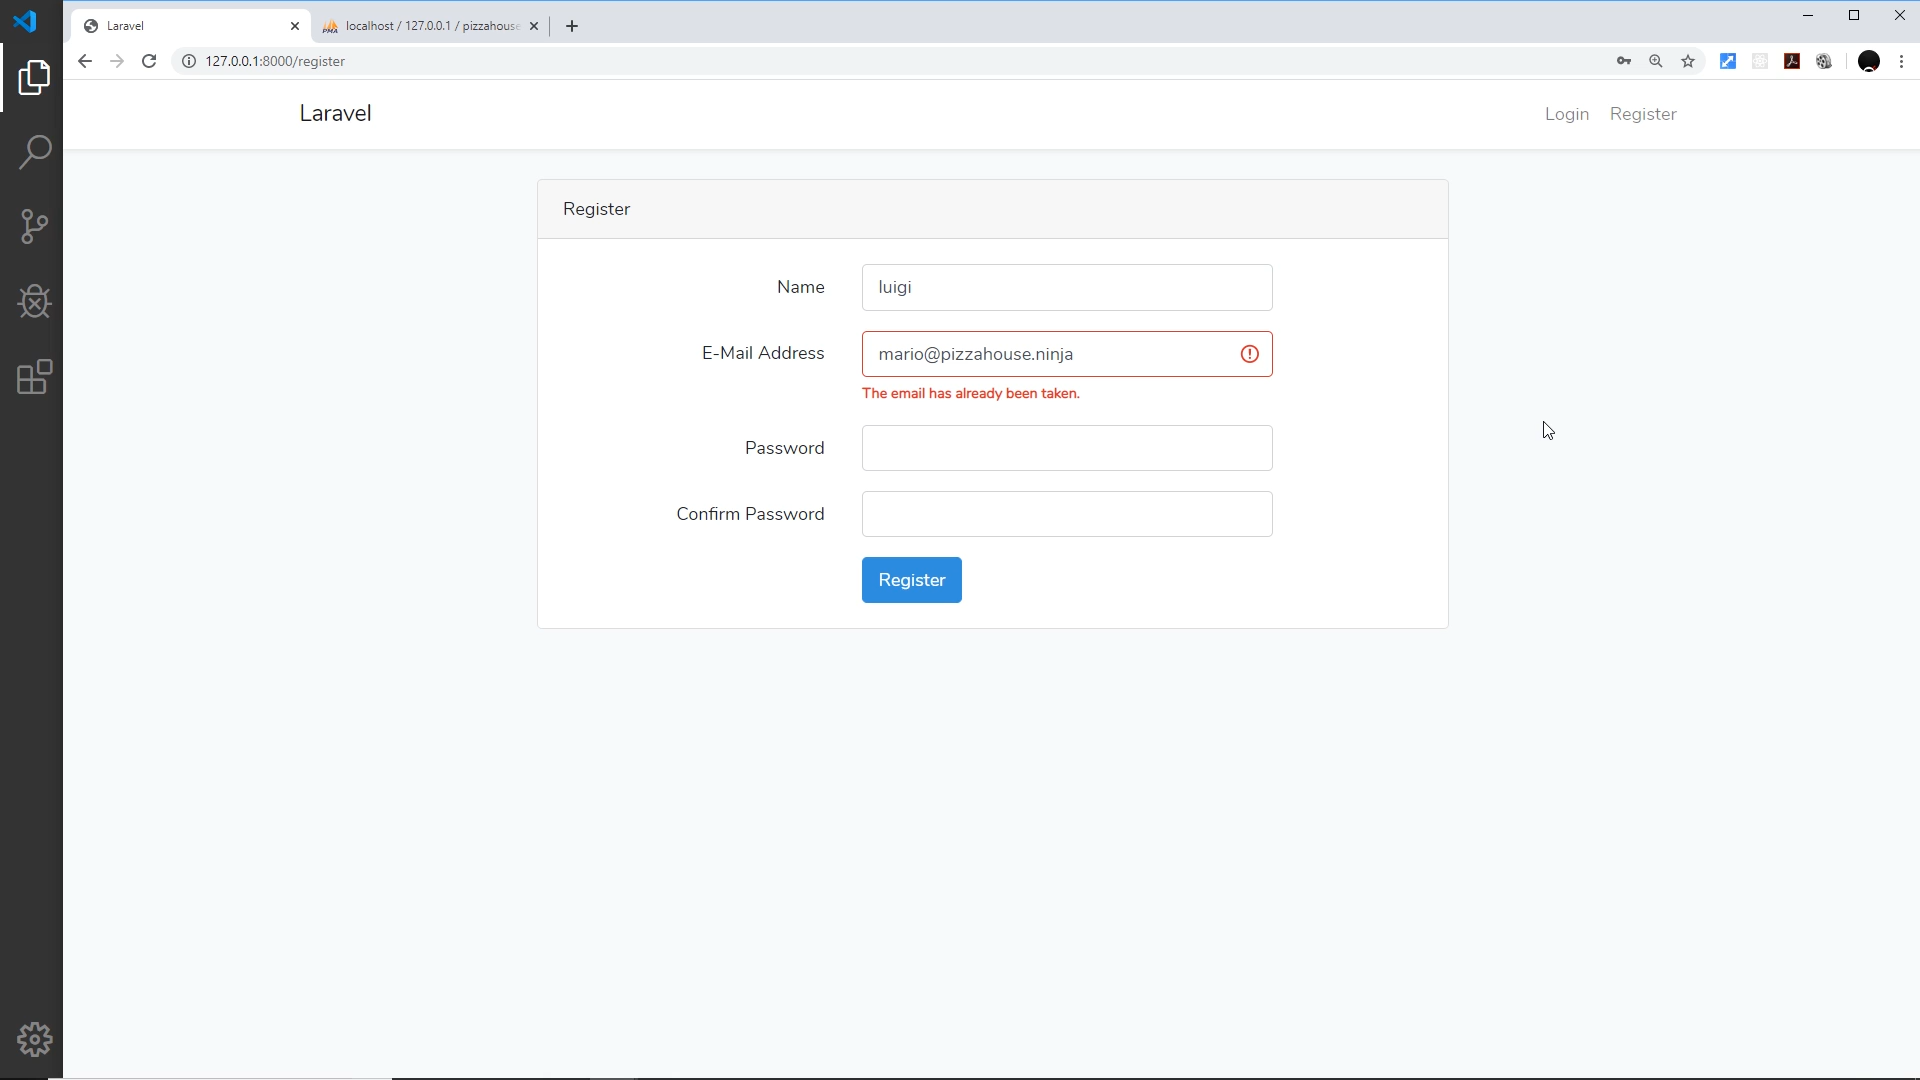 Laravel
localhost / 127.0.0.1 / pizzahouse
127.0.0.1:8000/register
Laravel
Login
Register
Register
Name
luigi
E-Mail Address
mario@pizzahouse.ninja
The email has already been taken.
Password
Confirm Password
Register